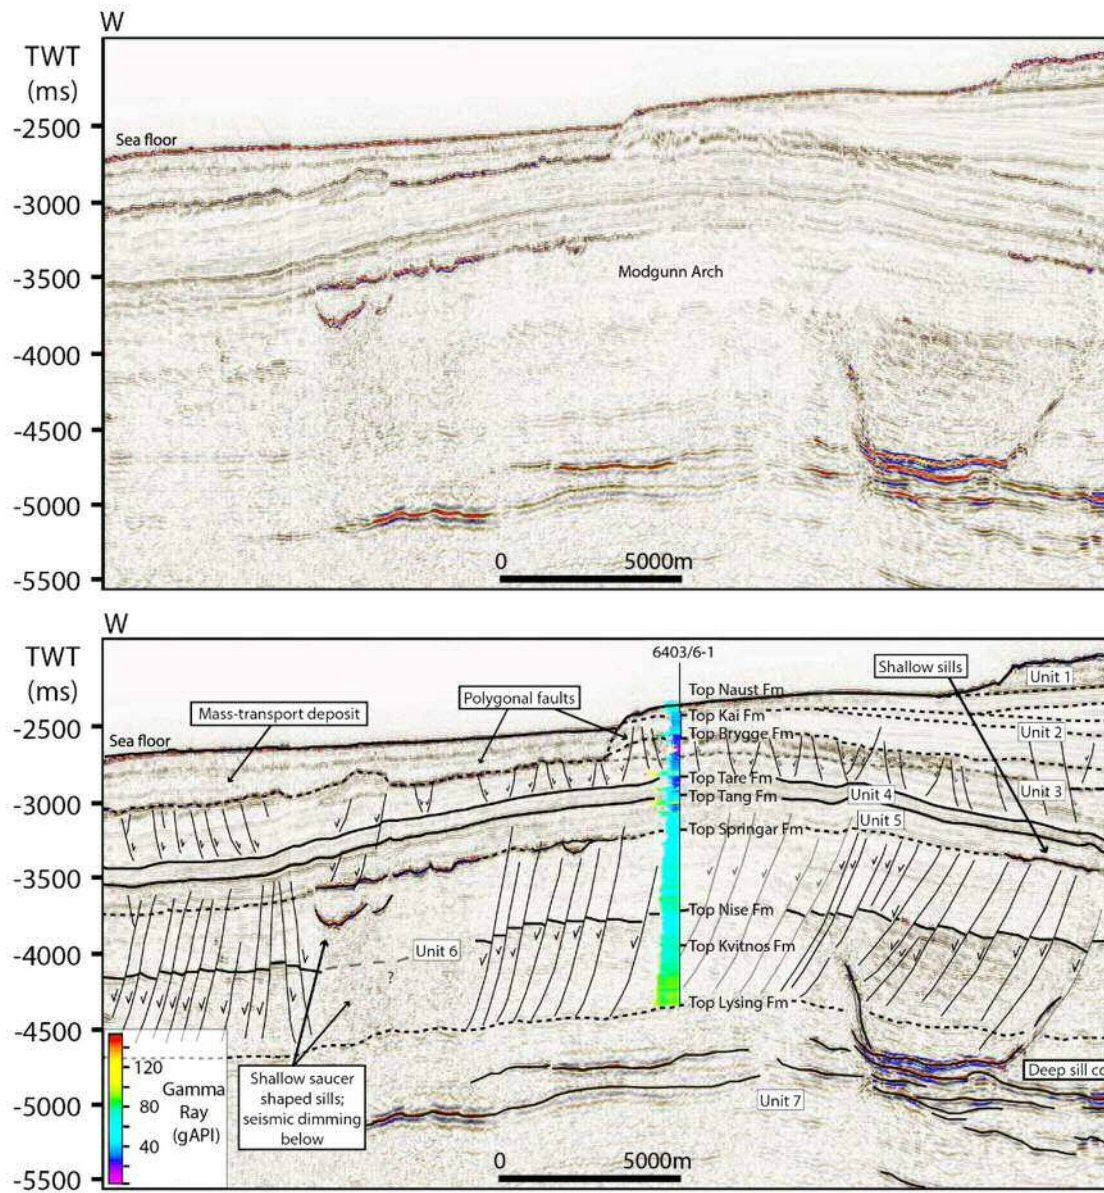 W
TWT
(ms)
-2500
-3000
-3500
-4000
-4500
-5000
-5500
Sea floor
Modgunn Arch
0 5000m
W
TWT
(ms)
-2500
-3000
-3500
-4000
-4500
-5000
-5500
6403/6-1
Shallow sills
Unit 1
Top Naust Fm
Polygonal faults
Mass-transport deposit
Top Kai Fm
Top Brygge Fm
Unit 2
Sea floor
Top Tare Fm
Unit 3
Top Tang Fm
Unit 4
Unit 5
Top Springar Fm
Top Nise Fm
Top Kvitnos Fm
Unit 6
?
Top Lysing Fm
120
80
40
Gamma
Ray
(gAPI)
Shallow saucer
shaped sills;
seismic dimming
below
Deep sill co
Unit 7
0 5000m